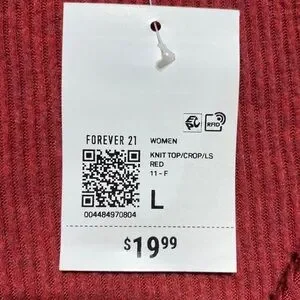 RFID
FOREVER 21
WOMEN
KNIT TOP/CROP/LS
RED
11 - F
L
004484970804
$19.99